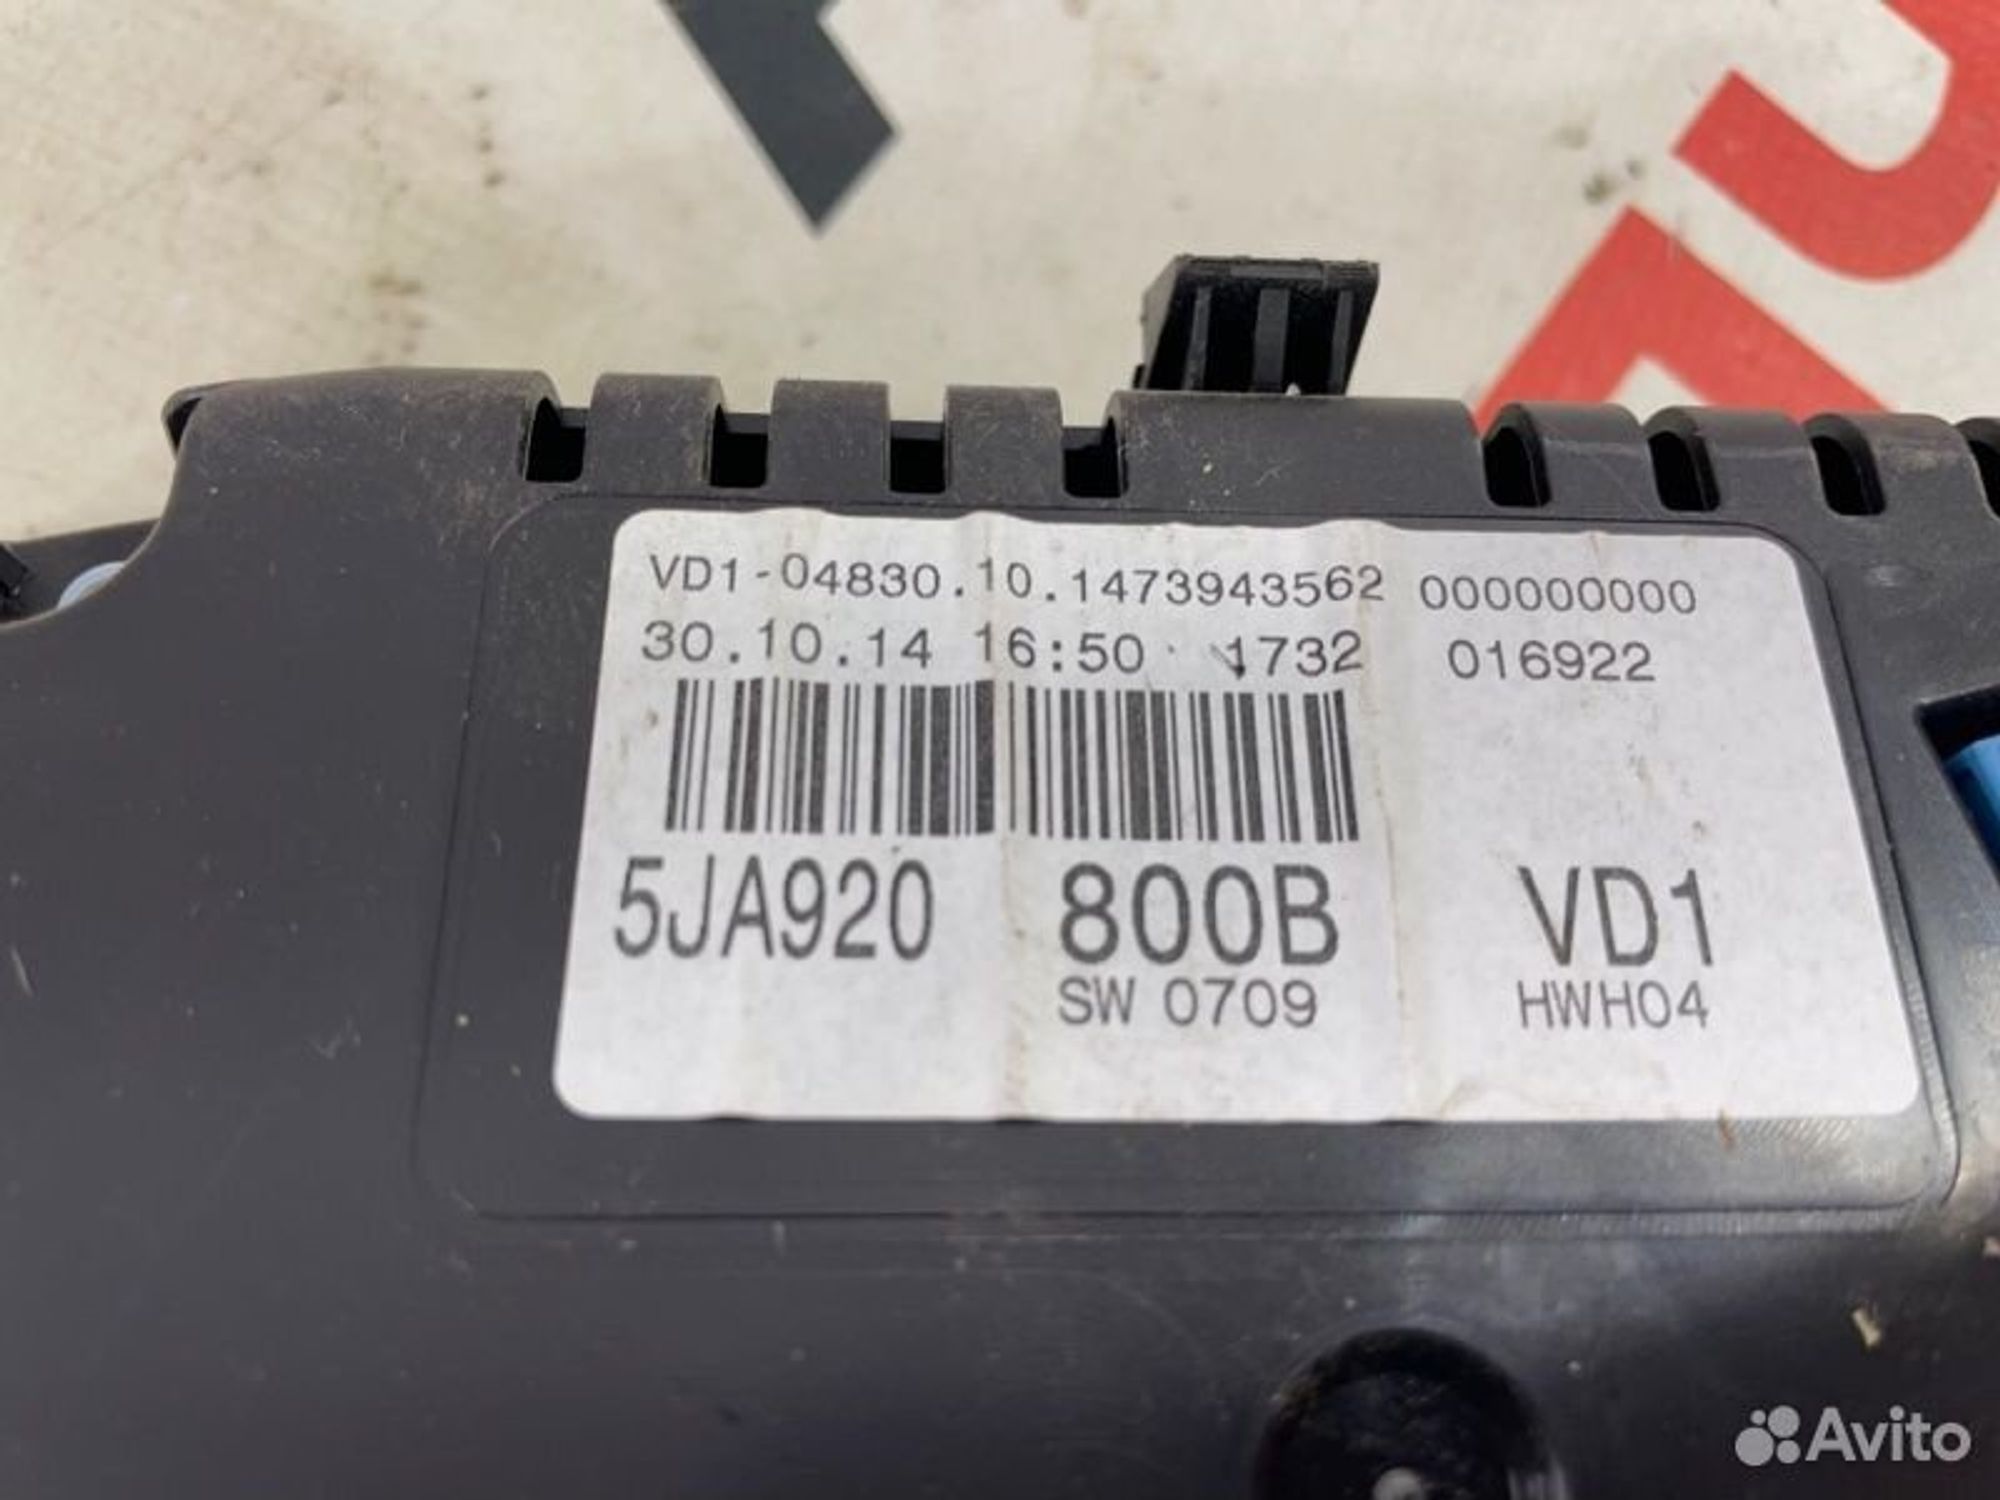 VD1-04830.10.1473943562 000000000
30.10.14 16:50 1732 016922
5JA920 800B VD1
SW 0709 HWH04
Avito